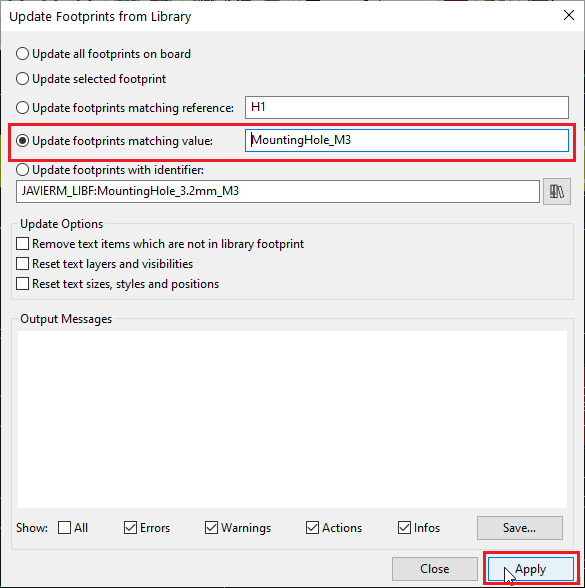 Update Footprints from Library
Update all footprints on board
Update selected footprint
Update footprints matching reference: H1
Update footprints matching value: MountingHole_M3
Update footprints with identifier:
JAVIERM_LIBF:MountingHole_3.2mm_M3
Update Options
Remove text items which are not in library footprint
Reset text layers and visibilities
Reset text sizes, styles and positions
Output Messages
Show: All Errors Warnings Actions Infos Save...
Close Apply